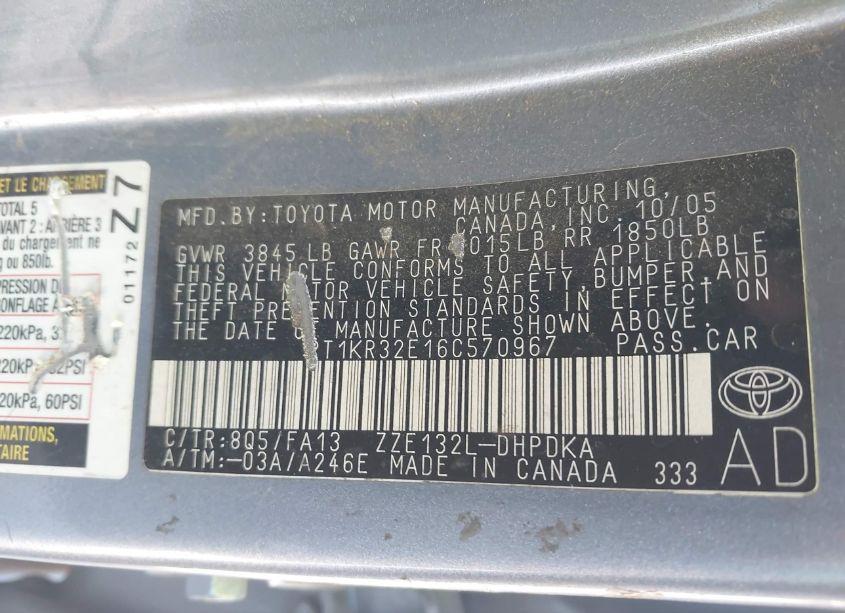 ET LE CHARGEMENT
TOTAL 5
AVANT 2 : ARRIÈRE 3
du chargement ne
ou 850lb.
PRESSION DU
GONFLAGE À
220kPa,
220kPa, 32PSI
420kPa, 60PSI
TAIRE
01172
Z7
MFD. BY: TOYOTA MOTOR MANUFACTURING,
CANADA, INC. 10/05
GVWR 3845 LB GAWR FR 015LB RR 1850LB
THIS VEHICLE CONFORMS TO ALL APPLICABLE
FEDERAL MOTOR VEHICLE SAFETY, BUMPER AND
THEFT PREVENTION STANDARDS IN EFFECT ON
THE DATE OF MANUFACTURE SHOWN ABOVE.
T1KR32E16C570967 PASS.CAR
C/TR:8Q5/FA13 ZZE132L-DHPDKA
A/TM:-03A/A246E MADE IN CANADA 333
AD